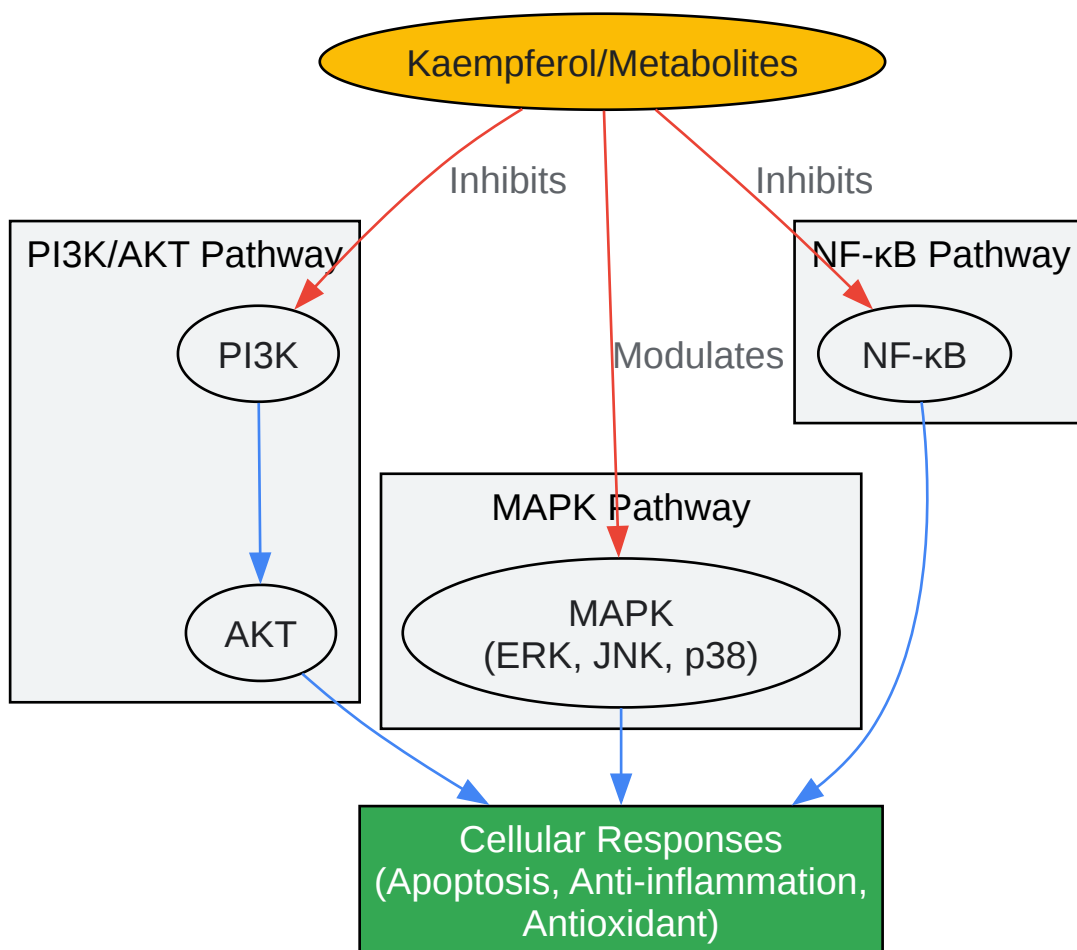 Kaempferol/Metabolites
Inhibits
Inhibits
PI3K/AKT Pathway
NF-κB Pathway
PI3K
Modulates
NF-κB
MAPK Pathway
AKT
MAPK
(ERK, JNK, p38)
Cellular Responses
(Apoptosis, Anti-inflammation,
Antioxidant)